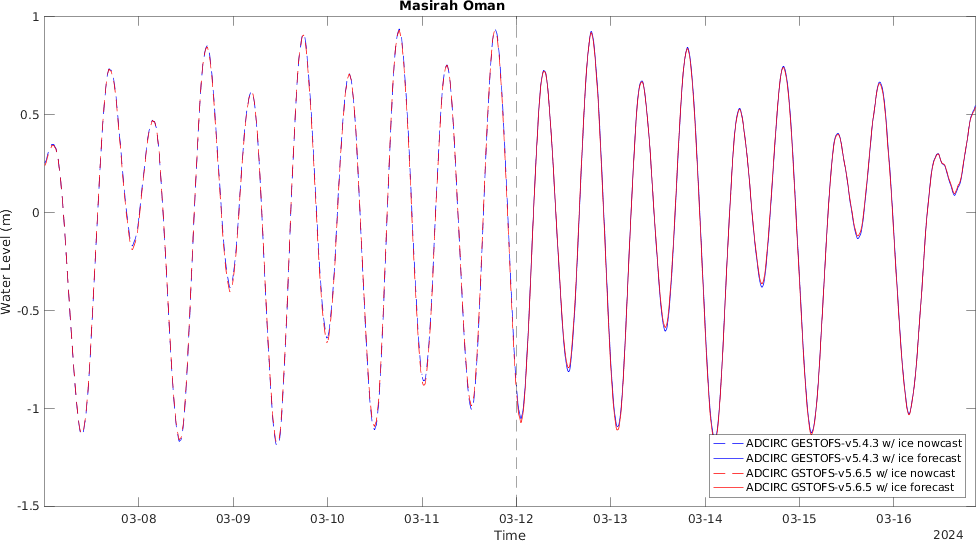 Masirah Oman
1
0.5
0
-0.5
-1
-1.5
Water Level (m)
ADCIRC GESTOFS-v5.4.3 w/ ice nowcast
ADCIRC GESTOFS-v5.4.3 w/ ice forecast
ADCIRC GSTOFS-v5.6.5 w/ ice nowcast
ADCIRC GSTOFS-v5.6.5 w/ ice forecast
03-08 03-09 03-10 03-11 03-12 03-13 03-14 03-15 03-16
Time
2024